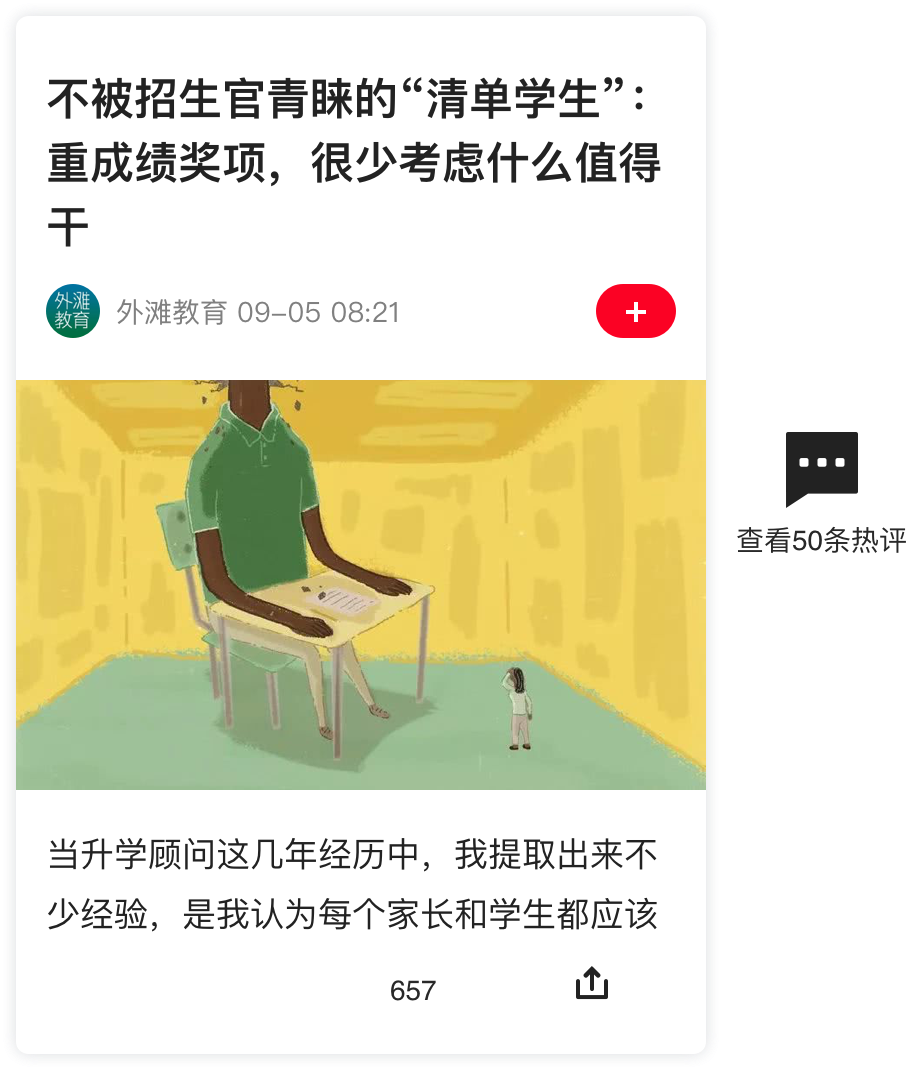 不被招生官青睐的“清单学生”：
重成绩奖项，很少考虑什么值得
干
外滩
教育
外滩教育 09-05 08:21
查看50条热评
当升学顾问这几年经历中，我提取出来不
少经验，是我认为每个家长和学生都应该
657